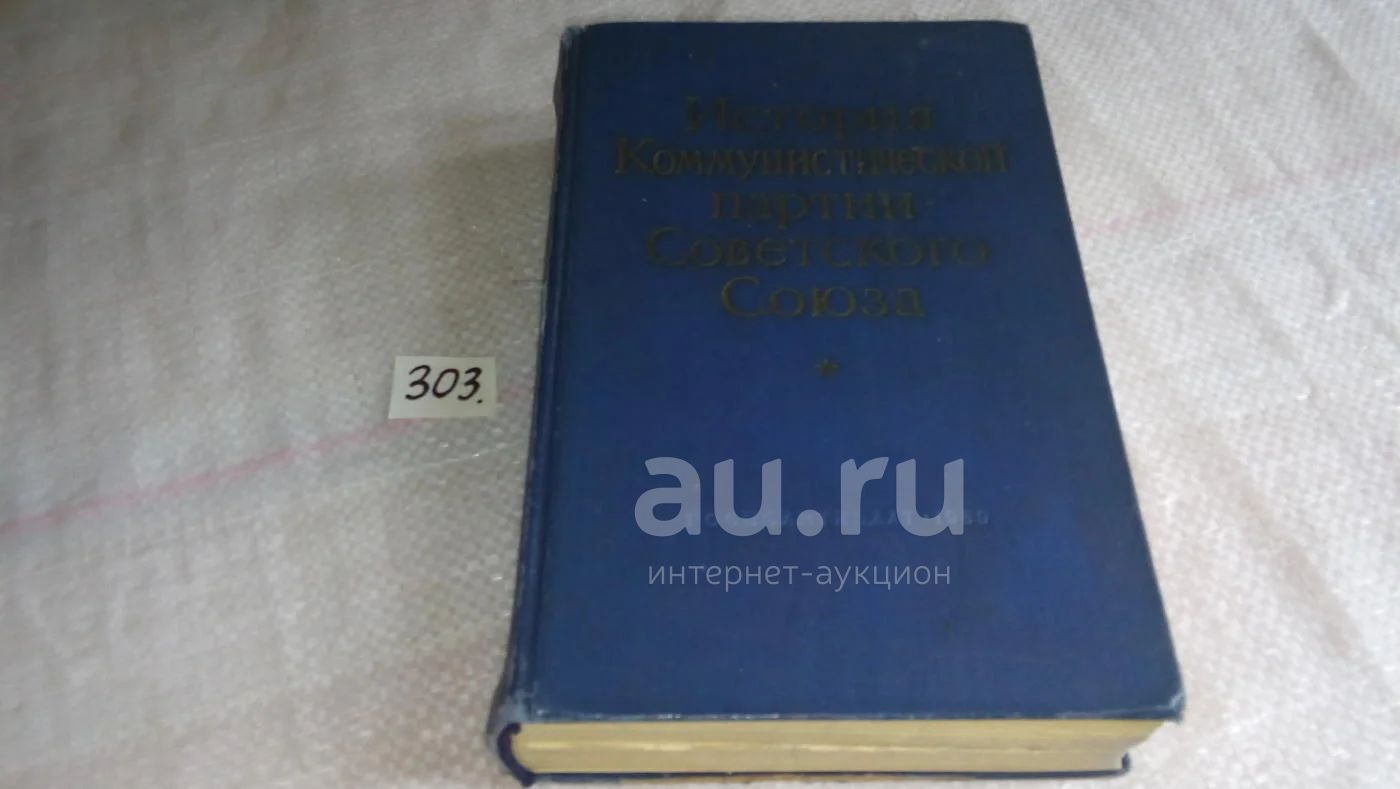 История
Коммунистической
партии
Советского
Союза
303.
au.ru
интернет-аукцион